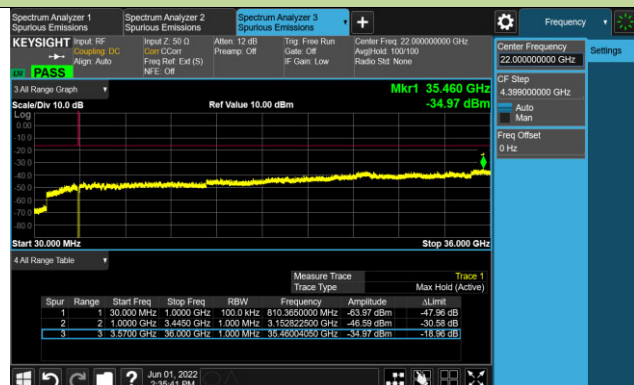 Spectrum Analyzer 1
Spurious Emissions
Spectrum Analyzer 2
Spurious Emissions
Spectrum Analyzer 3
Spurious Emissions
Frequency
KEYSIGHT
Input: RF
Coupling: DC
Align: Auto
Input Z: 50 Ω
Corr CCorr
Freq Ref: Ext (S)
NFE: Off
Atten: 12 dB
Preamp: Off
Trig: Free Run
Gate: Off
IF Gain: Low
Center Freq: 22.000000000 GHz
Avg|Hold: 100/100
Radio Std: None
PASS
Center Frequency
22.000000000 GHz
Settings
CF Step
4.399000000 GHz
Auto
Man
Freq Offset
0 Hz
3 All Range Graph
Mkr1 35.460 GHz
Scale/Div 10.0 dB
Ref Value 10.00 dBm
-34.97 dBm
Log
0.00
-10.0
-20.0
-30.0
-40.0
-50.0
-60.0
-70.0
-80.0
1
Start 30.000 MHz
Stop 36.000 GHz
4 All Range Table
Measure Trace Trace 1
Trace Type Max Hold (Active)
Spur Range Start Freq Stop Freq RBW Frequency Amplitude ΔLimit
1 1 30.000 MHz 1.0000 GHz 100.0 kHz 810.3650000 MHz -63.97 dBm -47.96 dB
2 2 1.0000 GHz 3.4450 GHz 1.000 MHz 3.152822500 GHz -46.59 dBm -30.58 dB
3 3 3.5700 GHz 36.000 GHz 1.000 MHz 35.46004050 GHz -34.97 dBm -18.96 dB
Jun 01, 2022
2:35:41 PM